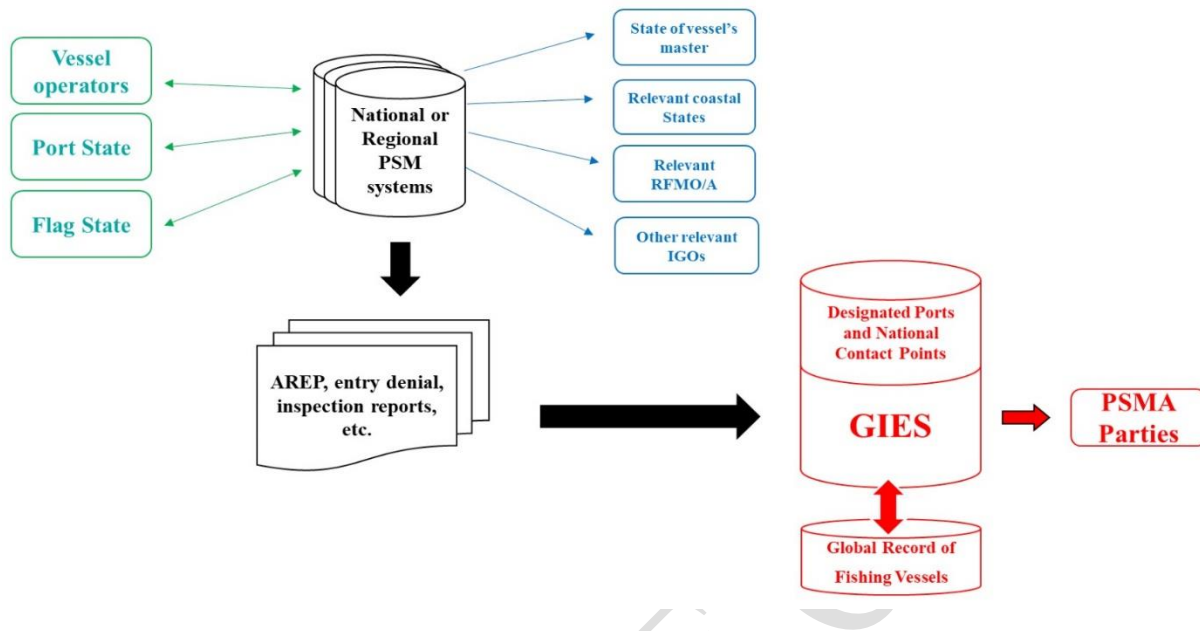 Vessel
operators
Port State
Flag State
National or
Regional
PSM
systems
State of vessel's
master
Relevant coastal
States
Relevant
RFMO/A
Other relevant
IGOs
AREP, entry denial,
inspection reports,
etc.
Designated Ports
and National
Contact Points
GIES
PSMA
Parties
Global Record of
Fishing Vessels